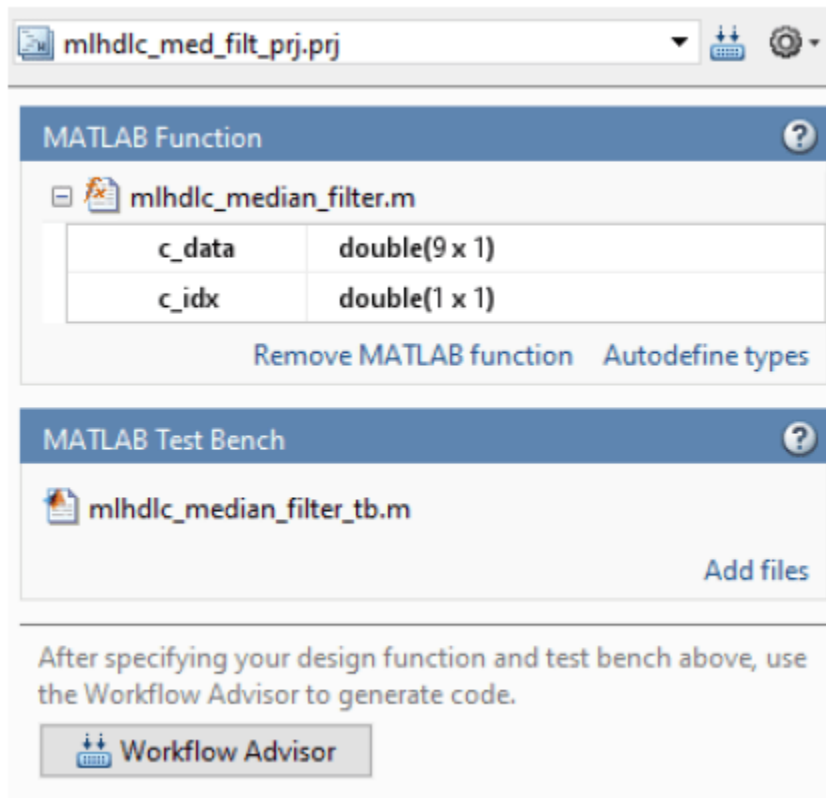 mlhdlc_med_filt_prj.prj
MATLAB Function
?
mlhdlc_median_filter.m
c_data double(9 x 1)
c_idx double(1 x 1)
Remove MATLAB function Autodefine types
MATLAB Test Bench
?
mlhdlc_median_filter_tb.m
Add files
After specifying your design function and test bench above, use
the Workflow Advisor to generate code.
Workflow Advisor